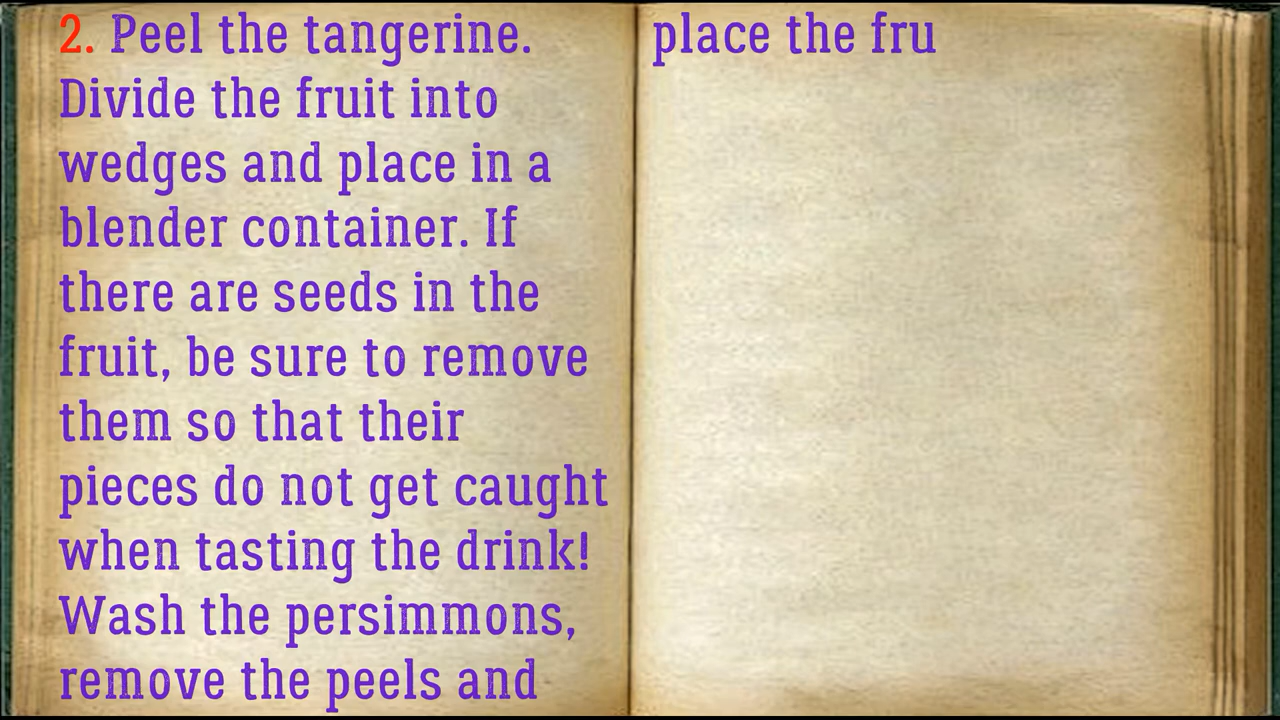 2. Peel the tangerine.
Divide the fruit into
wedges and place in a
blender container. If
there are seeds in the
fruit, be sure to remove
them so that their
pieces do not get caught
when tasting the drink!
Wash the persimmons,
remove the peels and
place the fru